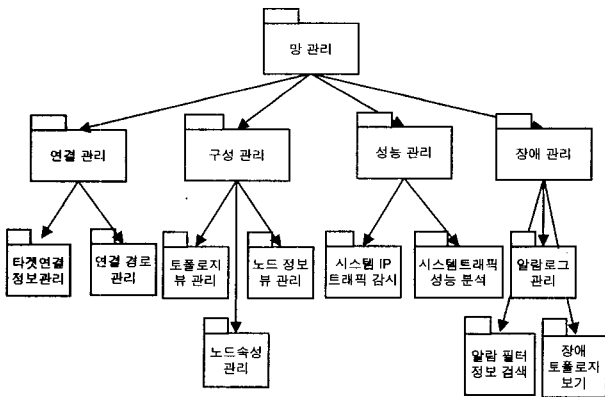 망 관리
연결 관리
구성 관리
성능 관리
장애 관리
타겟연결
정보관리
연결 경로
관리
토폴로지
뷰 관리
노드 정보
뷰 관리
시스템 IP
트래픽 감시
시스템트래픽
성능 분석
알람로그
관리
노드속성
관리
알람 필터
정보 검색
장애
토폴로지
보기